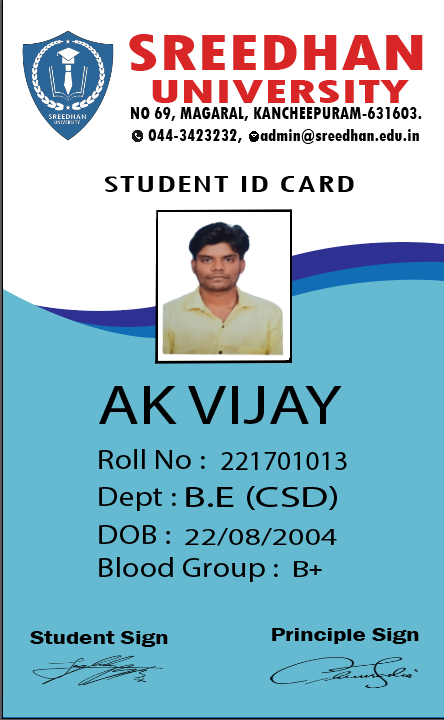 SREEDHAN
UNIVERSITY
SREEDHAN
UNIVERSITY
NO 69, MAGARAL, KANCHEEPURAM-631603.
044-3423232, admin@sreedhan.edu.in
STUDENT ID CARD
AK VIJAY
Roll No : 221701013
Dept : B.E (CSD)
DOB : 22/08/2004
Blood Group : B+
Student Sign
Principle Sign